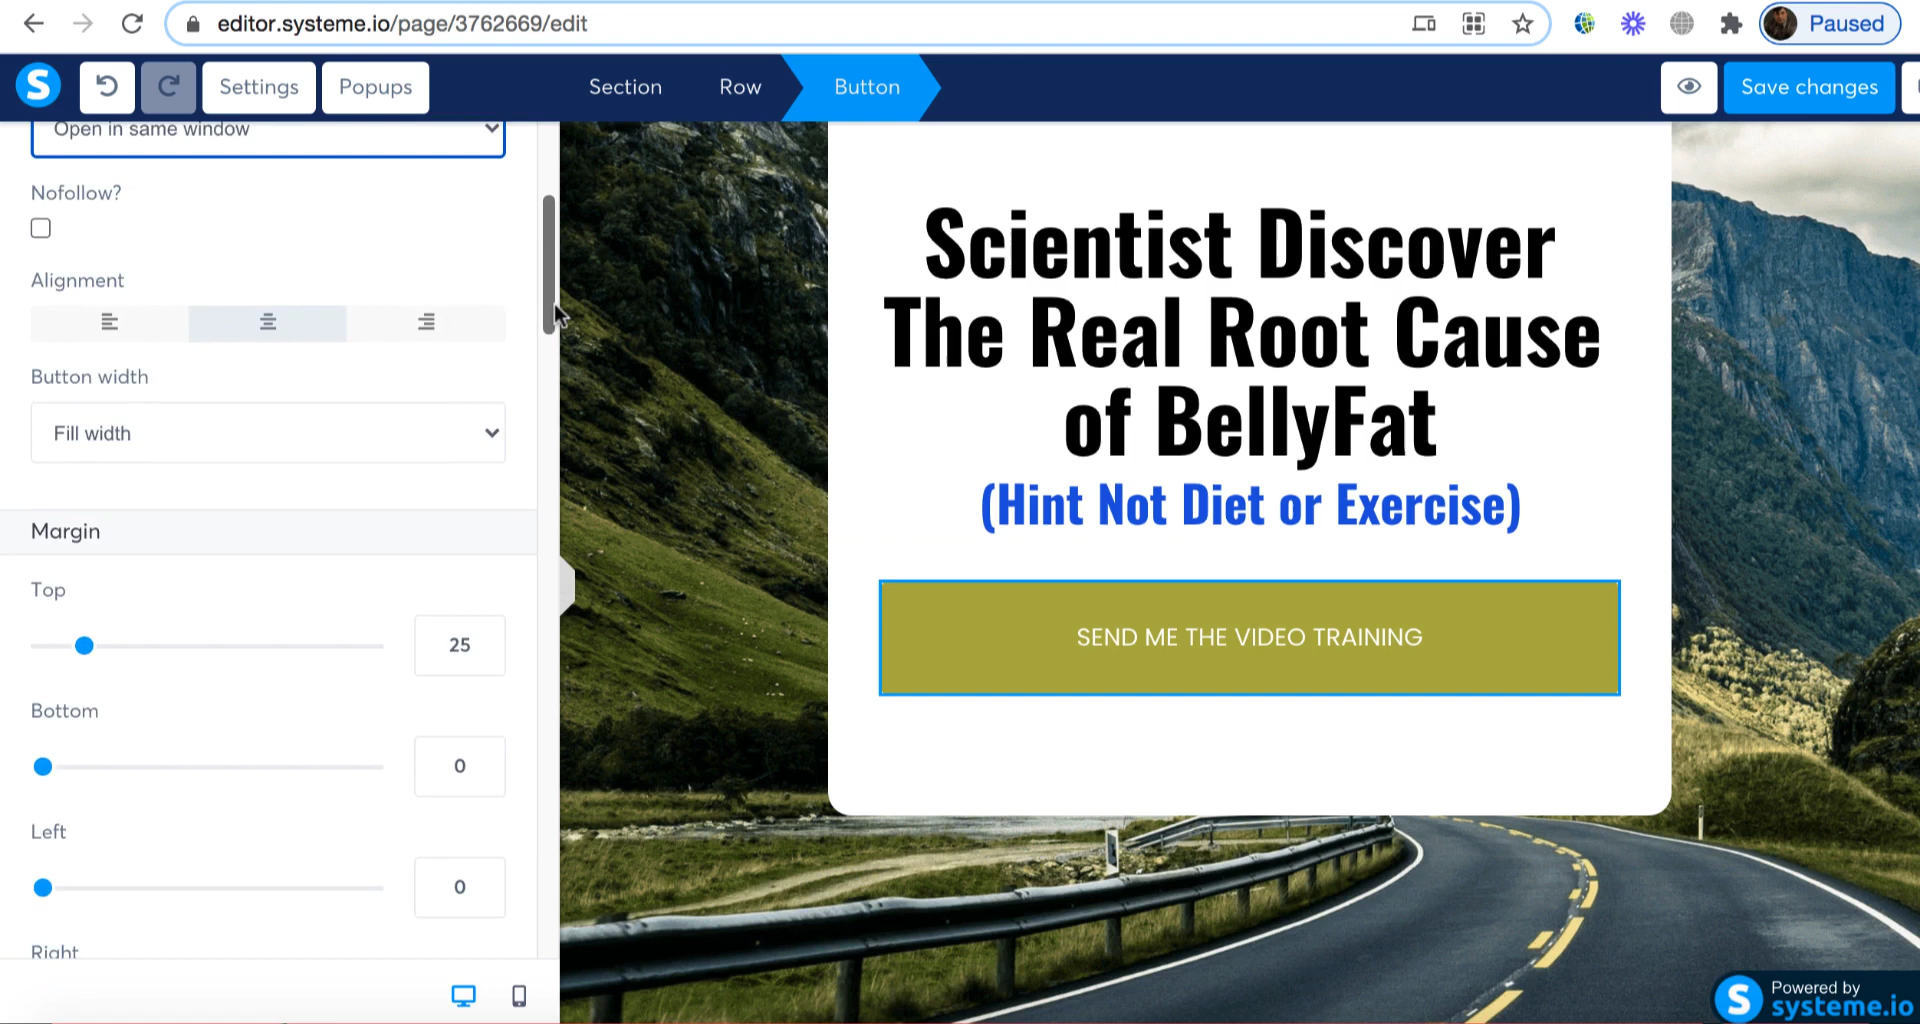 editor.systeme.io/page/3762669/edit
Paused
S
Settings
Popups
Section
Row
Button
Save changes
Open in same window
Nofollow?
Alignment
Button width
Fill width
Margin
Top
25
Bottom
0
Left
0
Right
Scientist Discover
The Real Root Cause
of BellyFat
(Hint Not Diet or Exercise)
SEND ME THE VIDEO TRAINING
S
Powered by
systeme.io